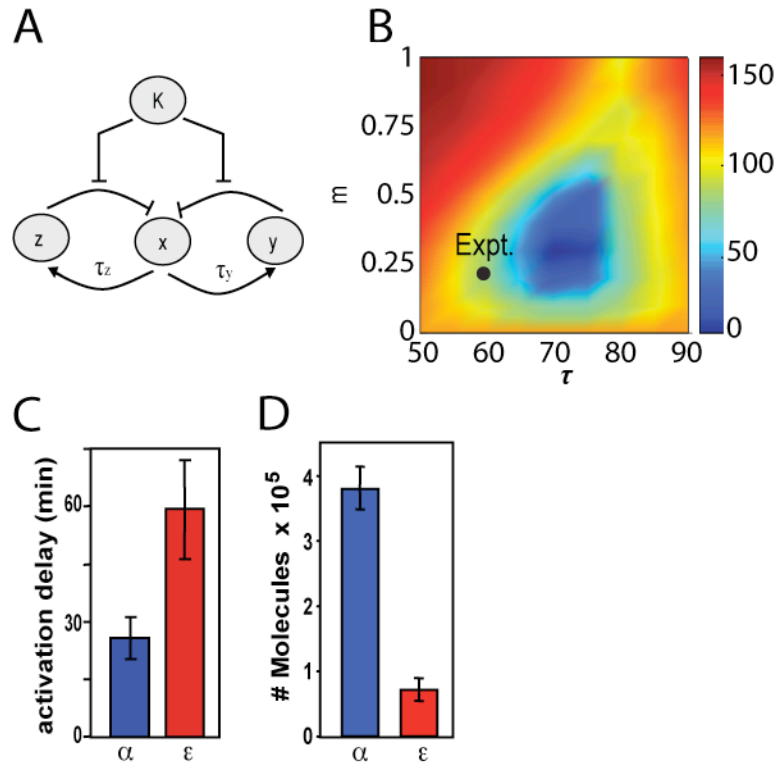 A
K
z
x
y
τz
τy
B
1
0.75
0.5
0.25
0
m
Expt.
50
60
70
80
90
τ
150
100
50
0
C
activation delay (min)
60
30
0
α
ε
D
# Molecules x 10⁵
4
3
2
1
0
α
ε